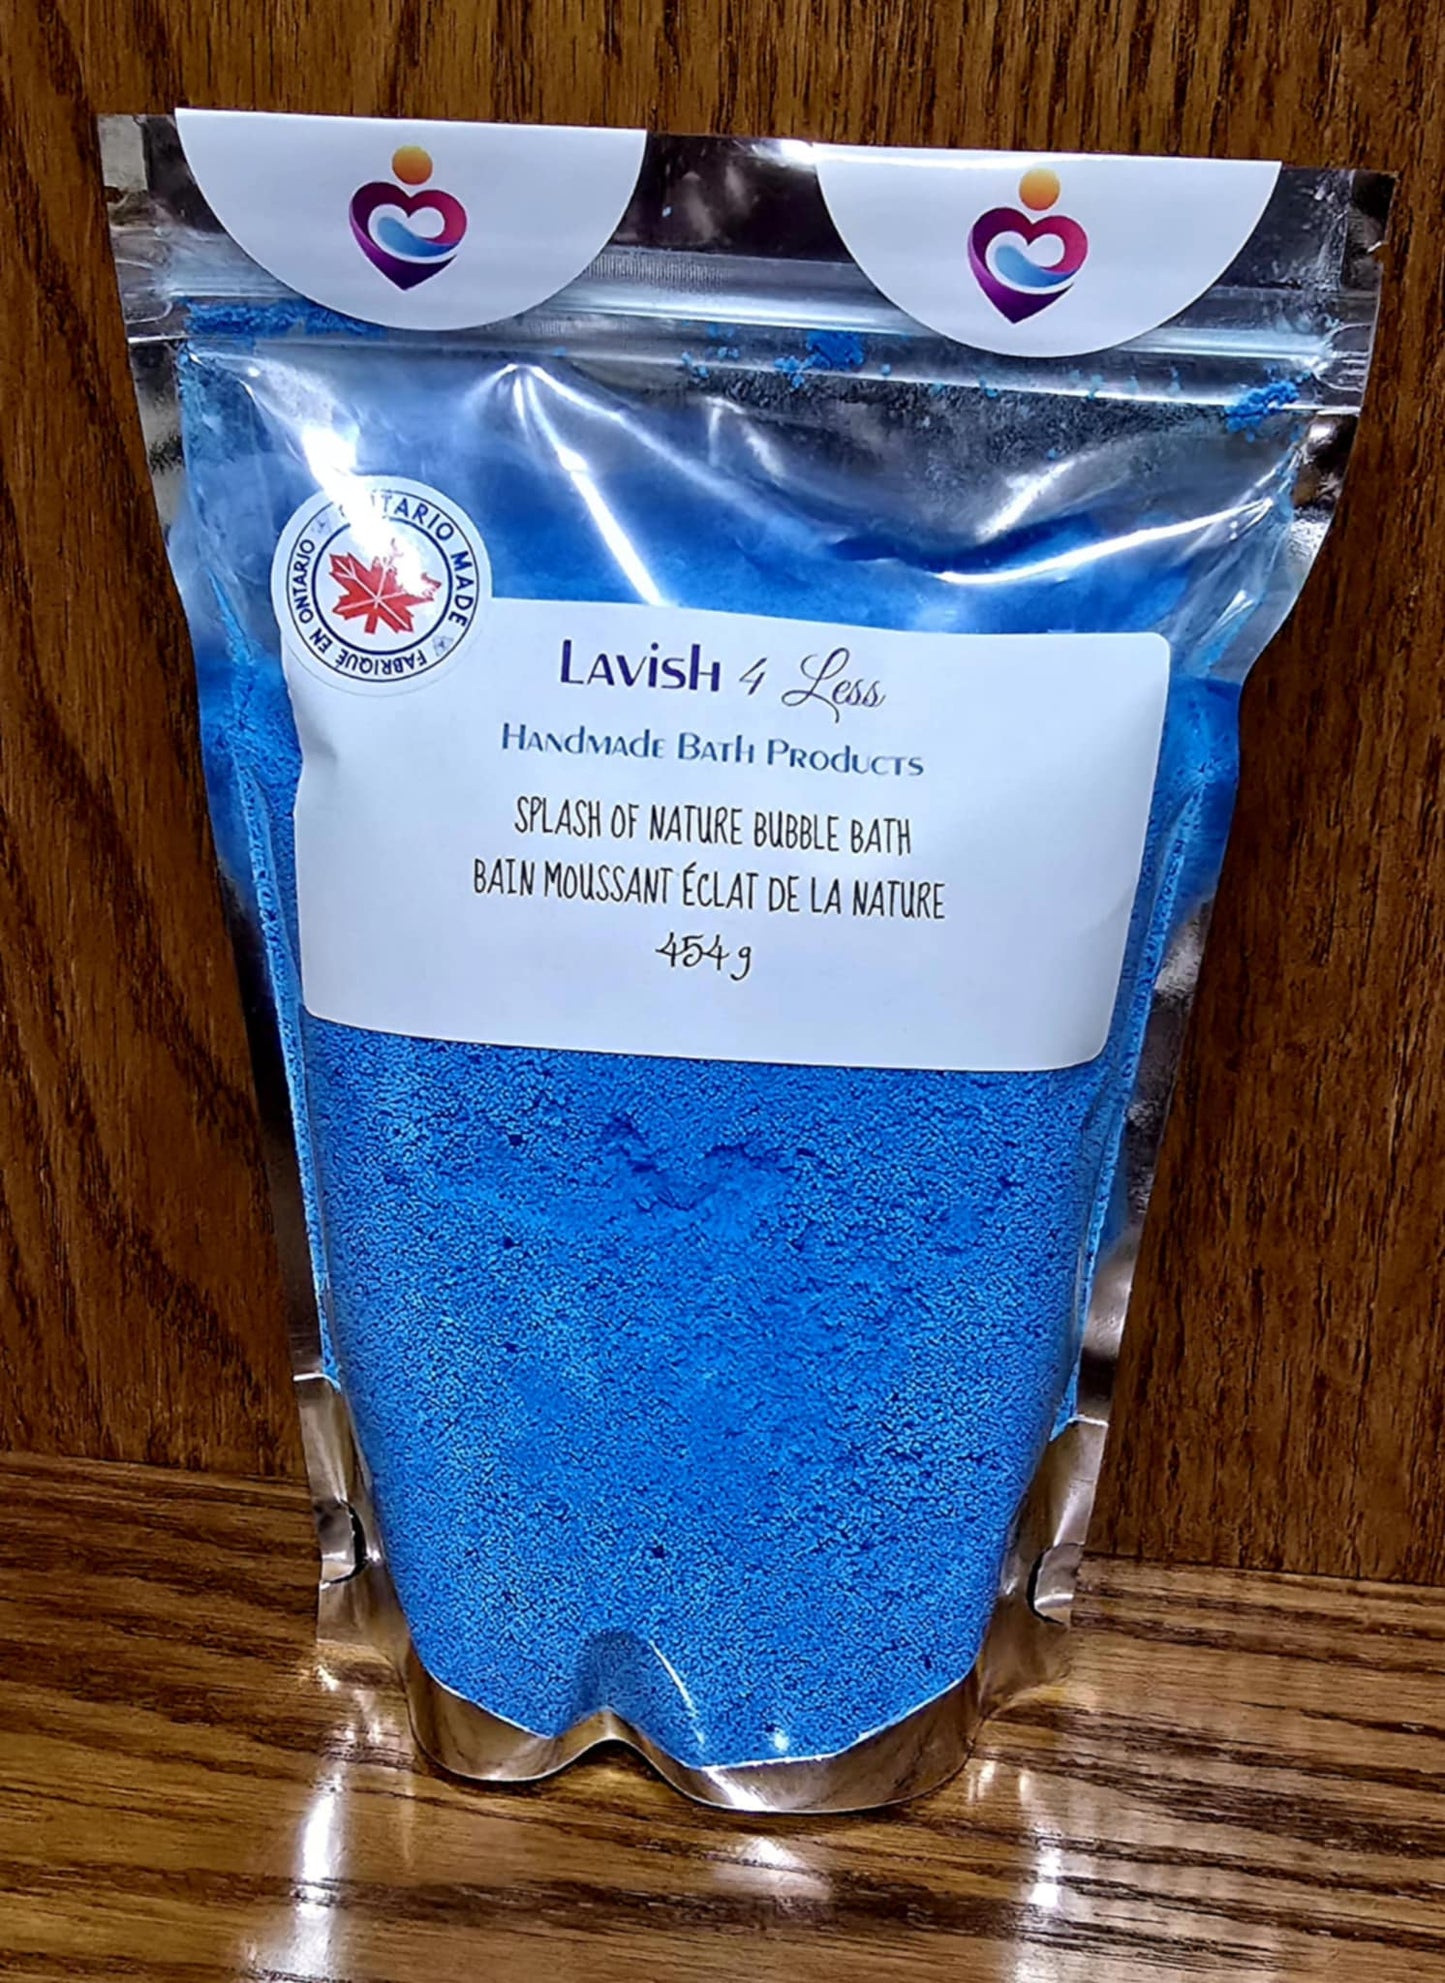 ONTARIO MADE
FABRIQUÉ EN ONTARIO
Lavish 4 Less
Handmade Bath Products
SPLASH OF NATURE BUBBLE BATH
BAIN MOUSSANT ÉCLAT DE LA NATURE
454 g